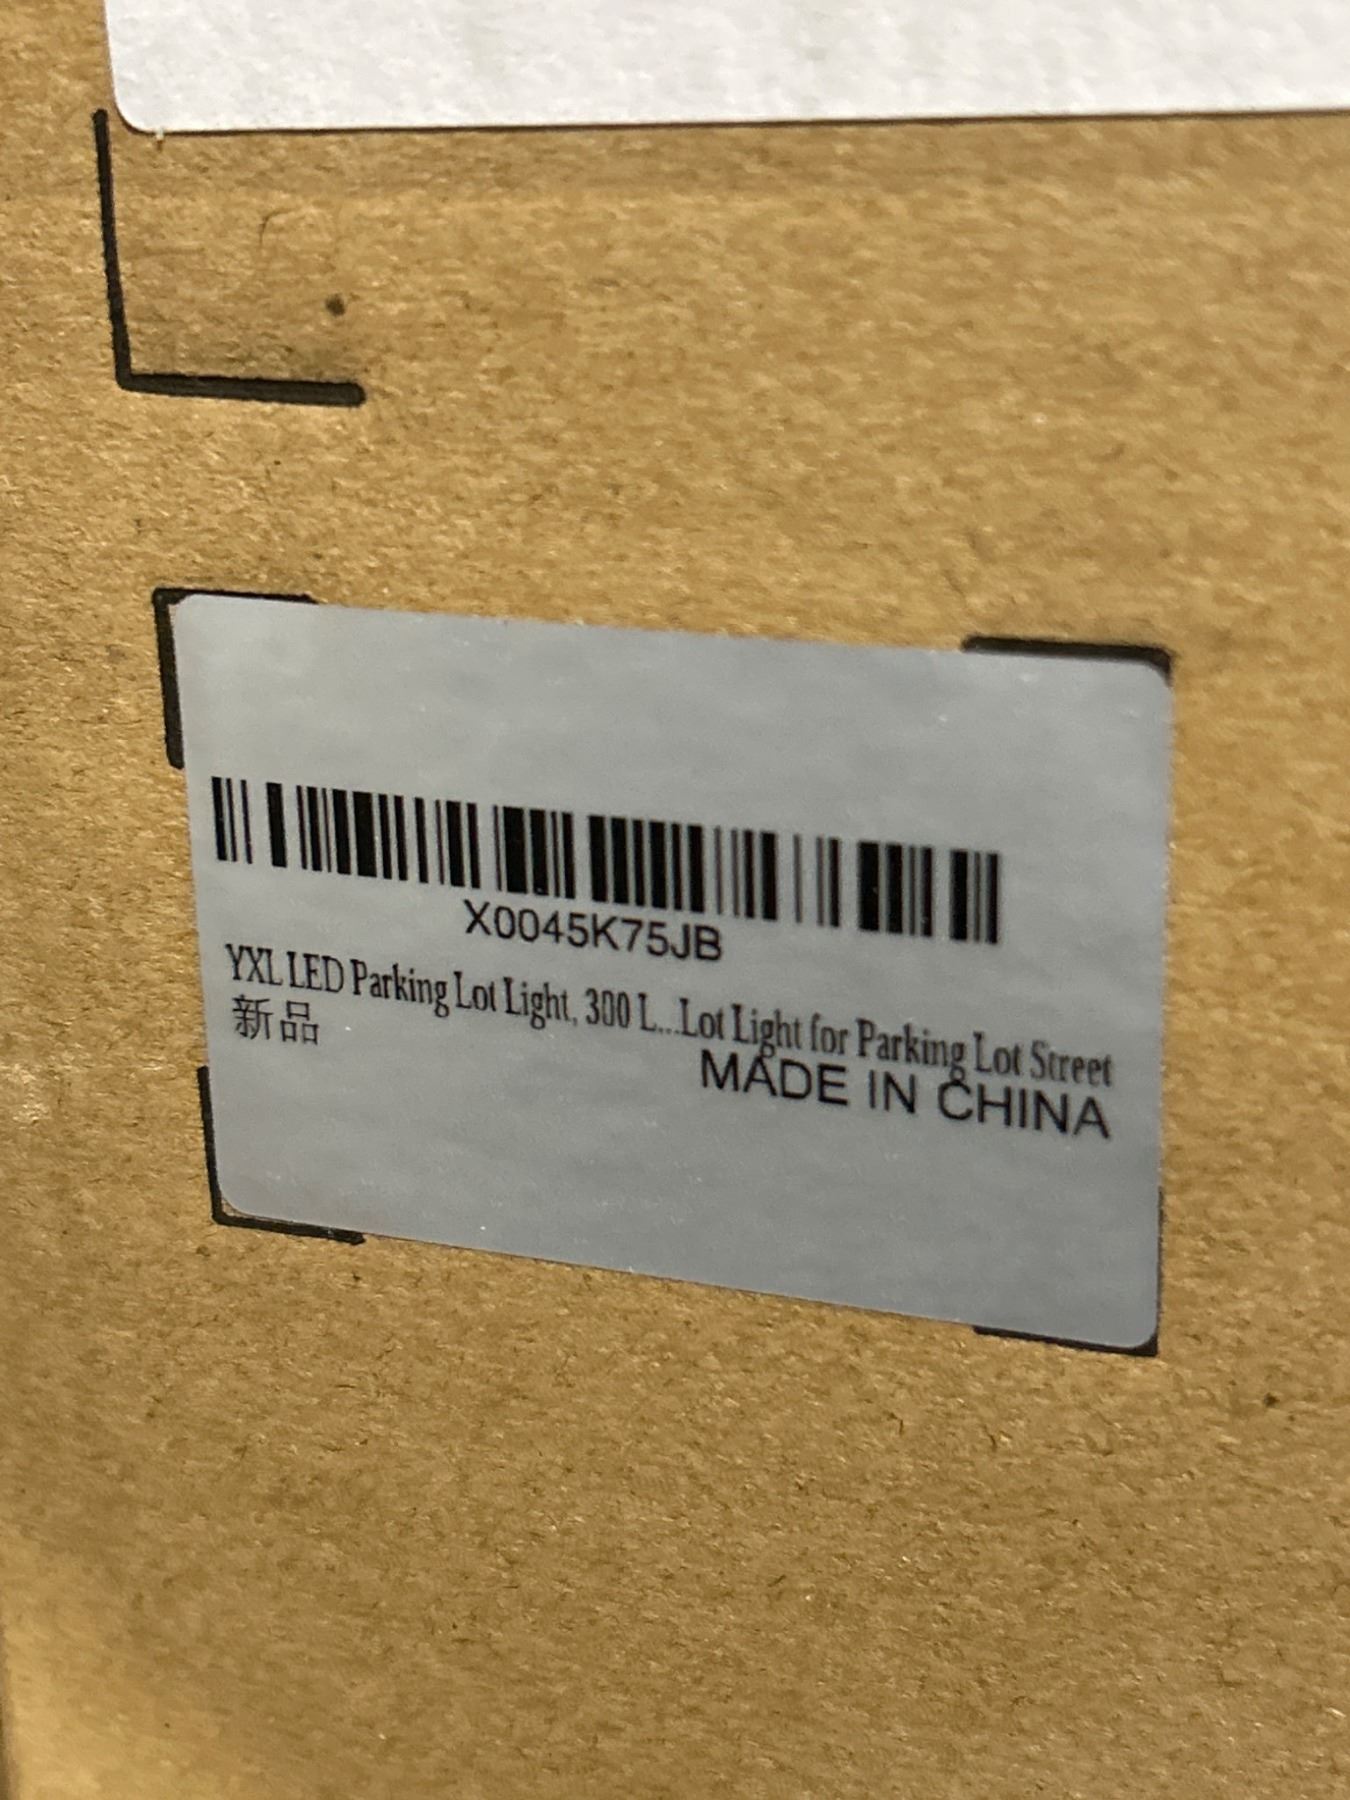 X0045K75JB
YXL LED Parking Lot Light, 300 L...Lot Light for Parking Lot Street
新品
MADE IN CHINA